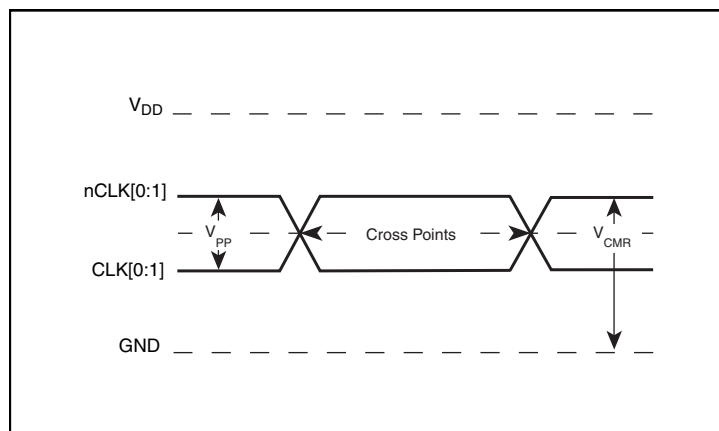 VDD
nCLK[0:1]
VPP
Cross Points
VCMR
CLK[0:1]
GND